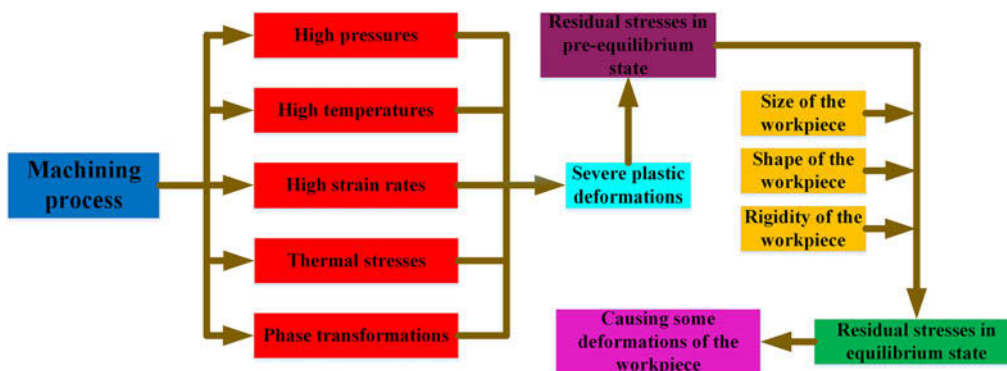 Machining
process
High pressures
High temperatures
High strain rates
Thermal stresses
Phase transformations
Severe plastic
deformations
Residual stresses in
pre-equilibrium
state
Size of the
workpiece
Shape of the
workpiece
Rigidity of the
workpiece
Residual stresses in
equilibrium state
Causing some
deformations of the
workpiece